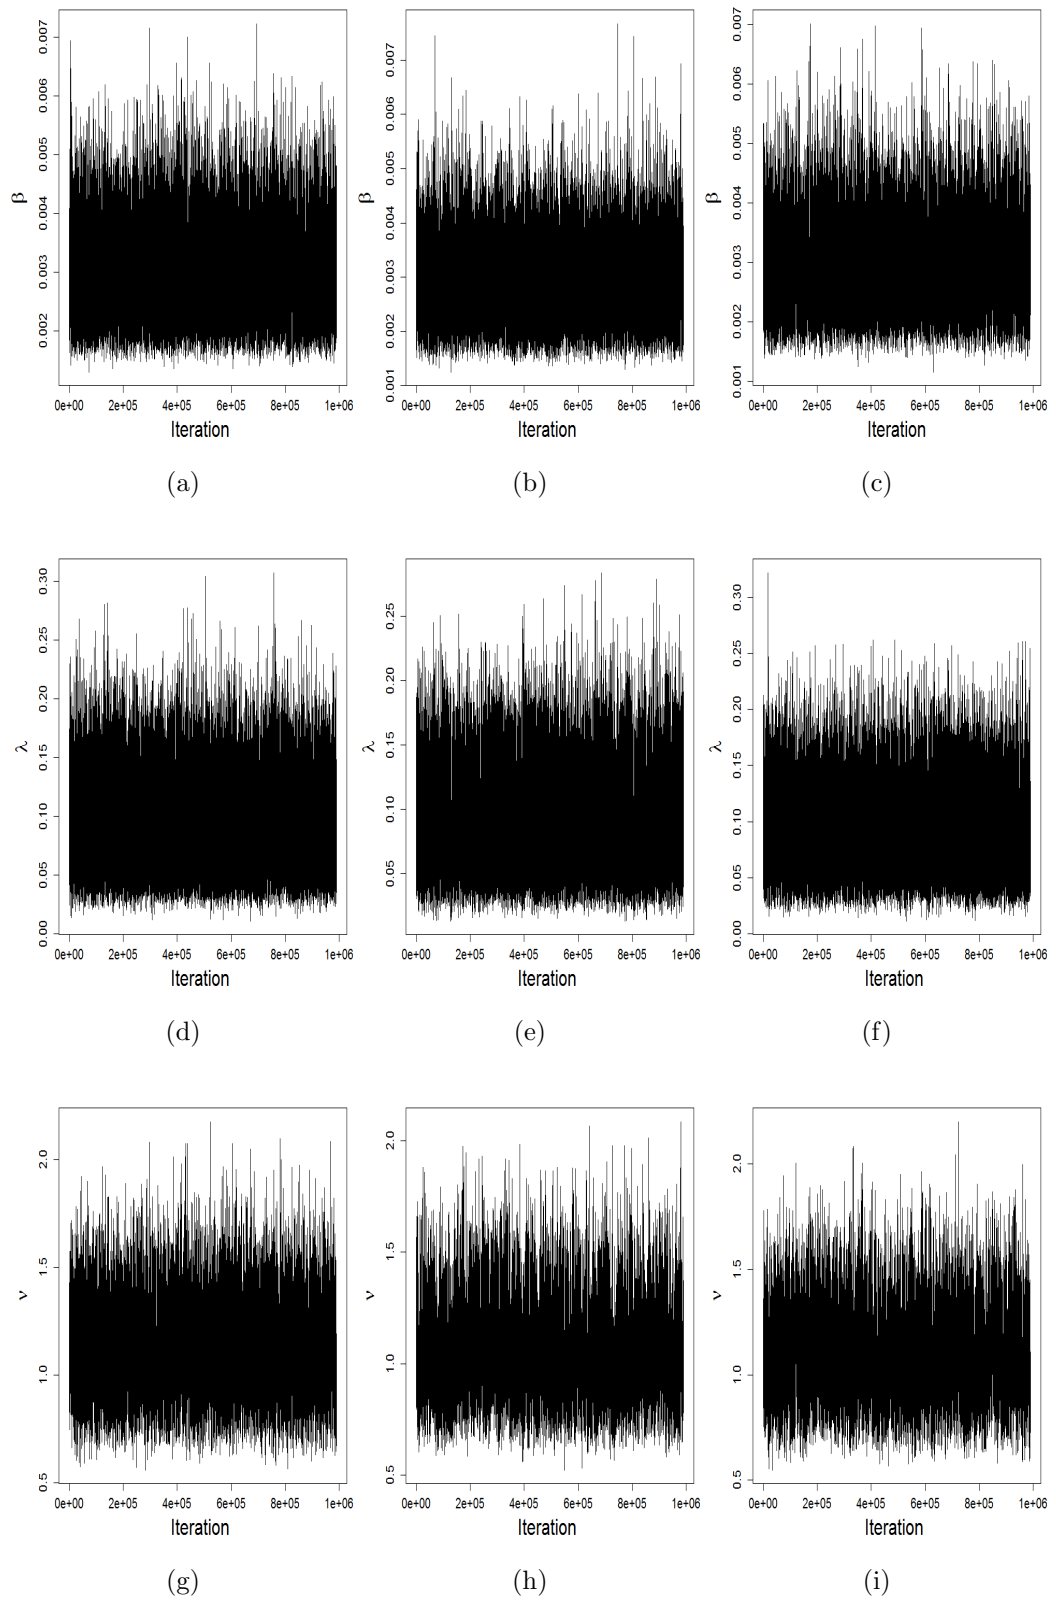 β
0.002 0.003 0.004 0.005 0.006 0.007
0e+00 2e+05 4e+05 6e+05 8e+05 1e+06
Iteration
(a)
β
0.001 0.002 0.003 0.004 0.005 0.006 0.007
0e+00 2e+05 4e+05 6e+05 8e+05 1e+06
Iteration
(b)
β
0.001 0.002 0.003 0.004 0.005 0.006 0.007
0e+00 2e+05 4e+05 6e+05 8e+05 1e+06
Iteration
(c)
λ
0.00 0.05 0.10 0.15 0.20 0.25 0.30
0e+00 2e+05 4e+05 6e+05 8e+05 1e+06
Iteration
(d)
λ
0.05 0.10 0.15 0.20 0.25
0e+00 2e+05 4e+05 6e+05 8e+05 1e+06
Iteration
(e)
λ
0.00 0.05 0.10 0.15 0.20 0.25 0.30
0e+00 2e+05 4e+05 6e+05 8e+05 1e+06
Iteration
(f)
ν
0.5 1.0 1.5 2.0
0e+00 2e+05 4e+05 6e+05 8e+05 1e+06
Iteration
(g)
ν
0.5 1.0 1.5 2.0
0e+00 2e+05 4e+05 6e+05 8e+05 1e+06
Iteration
(h)
ν
0.5 1.0 1.5 2.0
0e+00 2e+05 4e+05 6e+05 8e+05 1e+06
Iteration
(i)